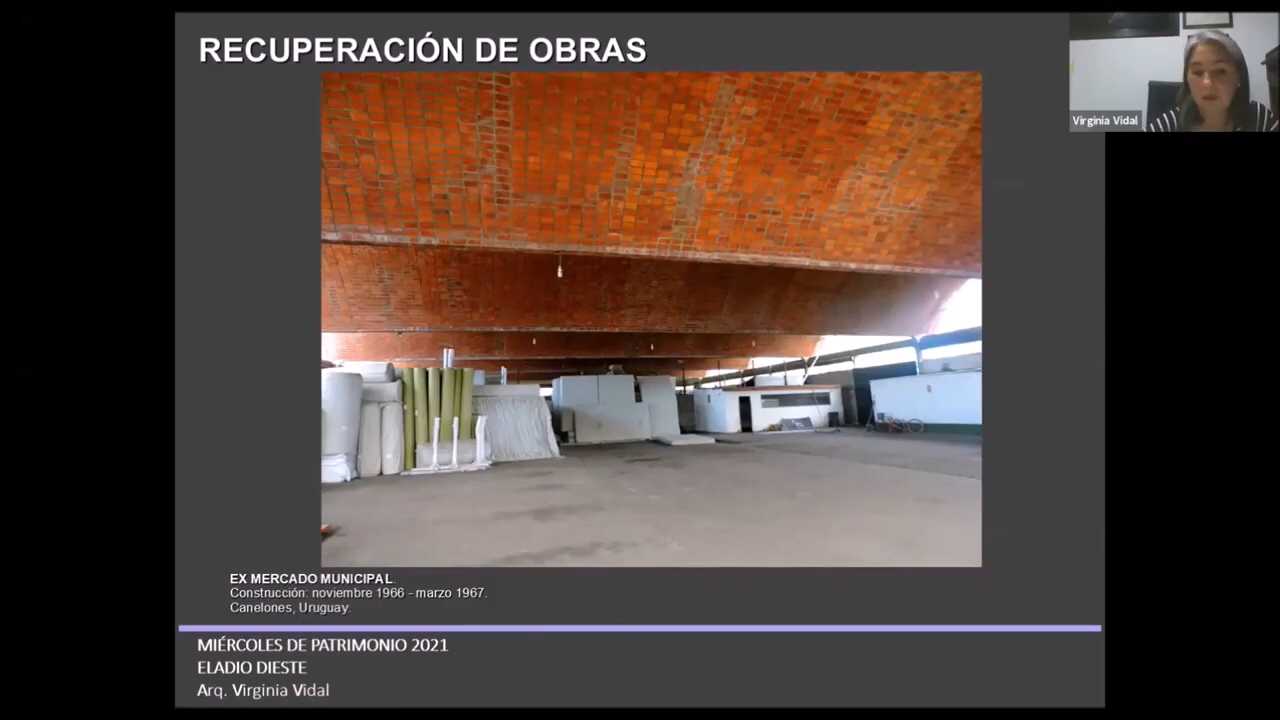 RECUPERACIÓN DE OBRAS
Virginia Vidal
EX MERCADO MUNICIPAL.
Construcción: noviembre 1966 - marzo 1967.
Canelones, Uruguay.
MIÉRCOLES DE PATRIMONIO 2021
ELADIO DIESTE
Arq. Virginia Vidal